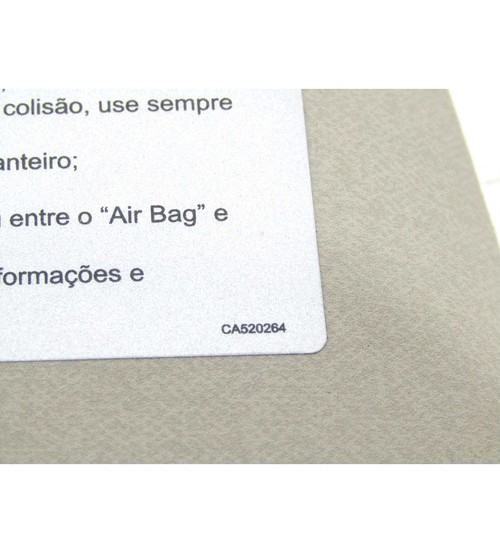 colisão, use sempre
anteiro;
entre o “Air Bag” e
formações e
CA520264